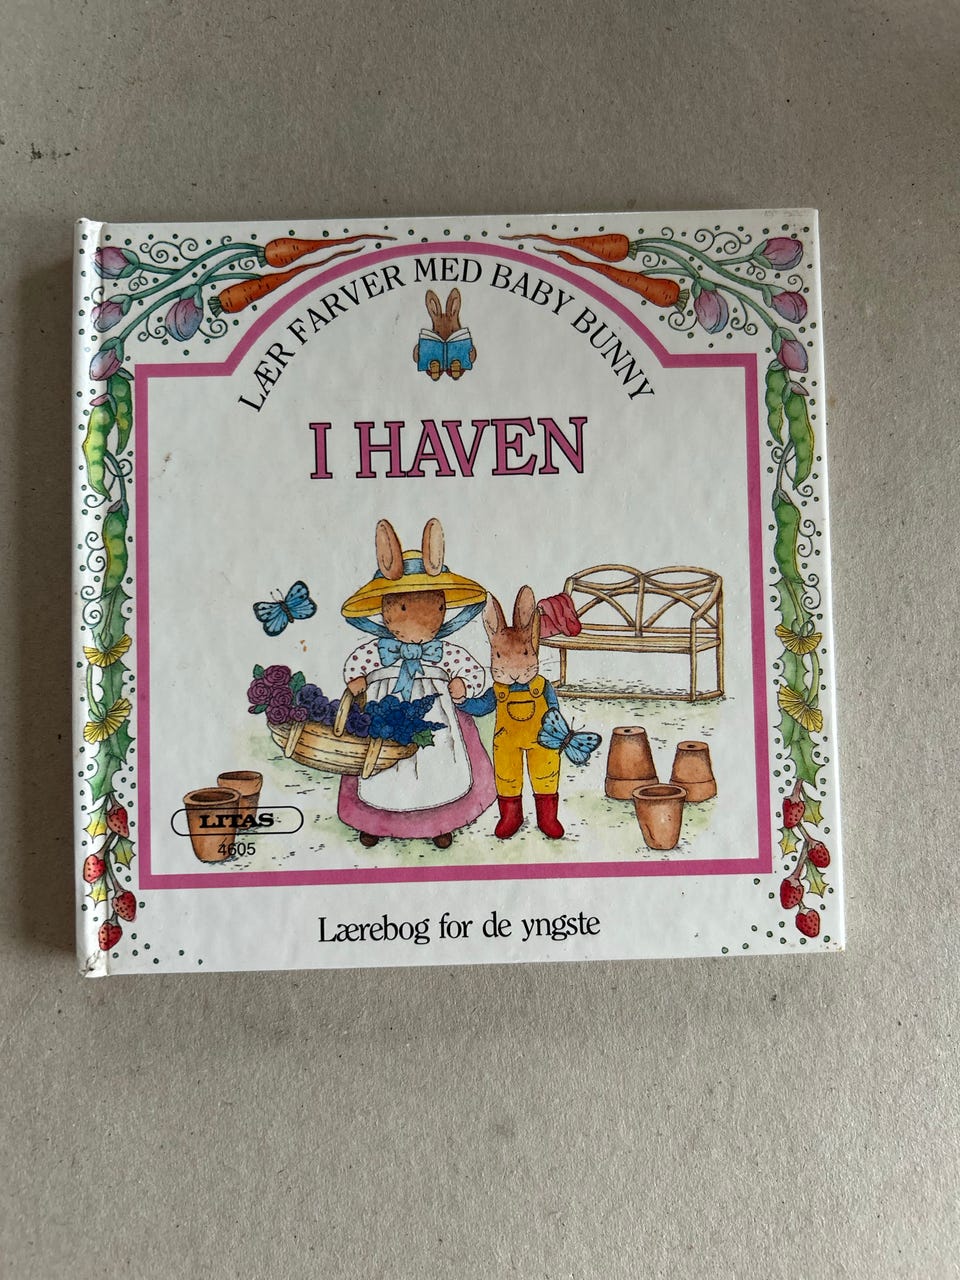 LÆR FARVER MED BABY BUNNY
I HAVEN
LITAS
4605
Lærebog for de yngste